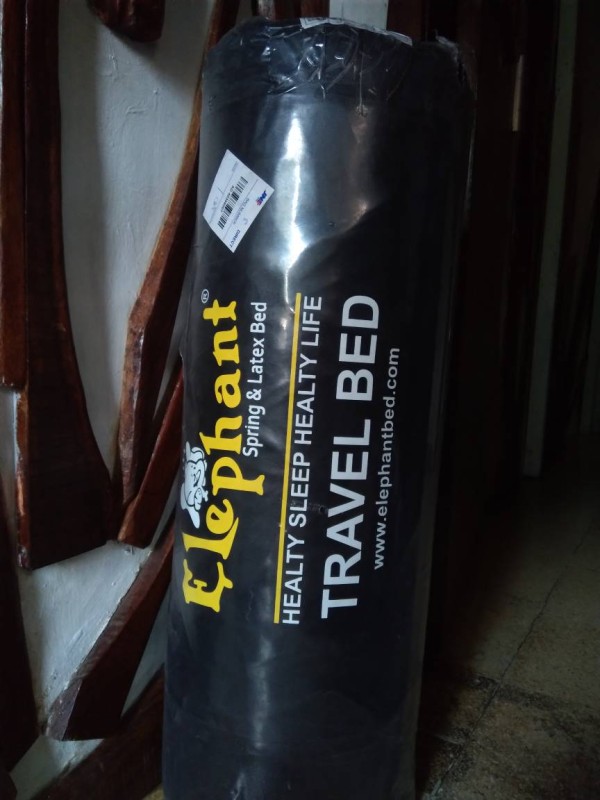 Elephant®
Spring & Latex Bed
HEALTY SLEEP HEALTY LIFE
TRAVEL BED
www.elephantbed.com